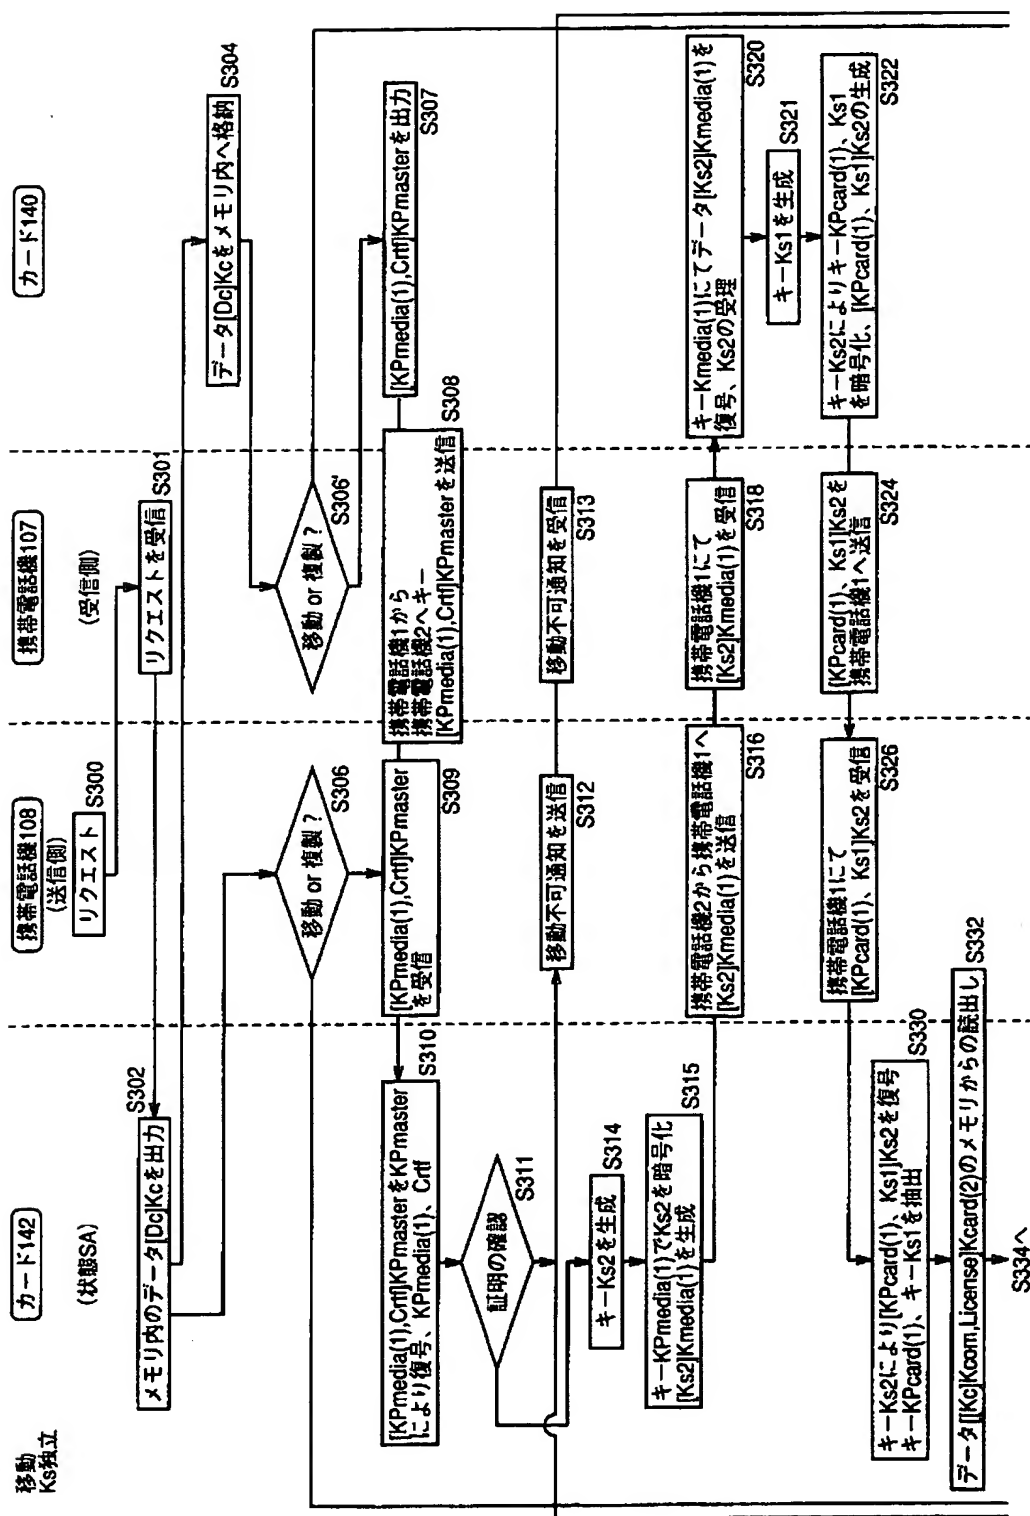 移動
Ks独立
カード142
(状態SA)
携帯電話機108
(送信側)
携帯電話機107
(受信側)
カード140
リクエスト
S300
リクエストを受信
S301
メモリ内のデータ[Dc]Kcを出力
S302
データ[Dc]Kcをメモリ内へ格納
S304
移動 or 複製？
S306
移動 or 複製？
S306'
[KPmedia(1),Crtf]KPmasterを出力
S307
携帯電話機1から
携帯電話機2へキー
[KPmedia(1),Crtf]KPmasterを送信
S308
[KPmedia(1),Crtf]KPmaster
を受信
S309
[KPmedia(1),Crtf]KPmasterをKPmaster
により復号、KPmedia(1)、Crtf
S310
証明の確認
S311
移動不可通知を送信
S312
移動不可通知を受信
S313
キーKs2を生成
S314
キーKPmedia(1)でKs2を暗号化
[Ks2]Kmedia(1)を生成
S315
携帯電話機2から携帯電話機1へ
[Ks2]Kmedia(1)を送信
S316
携帯電話機1にて
[Ks2]Kmedia(1)を受信
S318
キーKmedia(1)にてデータ[Ks2]Kmedia(1)を
復号、Ks2の受理
S320
キーKs1を生成
S321
キーKs2によりキーKPcard(1)、Ks1
を暗号化、[KPcard(1)、Ks1]Ks2の生成
S322
[KPcard(1)、Ks1]Ks2を
携帯電話機1へ送信
S324
携帯電話機1にて
[KPcard(1)、Ks1]Ks2を受信
S326
キーKs2により[KPcard(1)、Ks1]Ks2を復号
キーKPcard(1)、キーKs1を抽出
S330
データ[[Kc]Kcom,License]Kcard(2)のメモリからの読出し
S332
S334へ